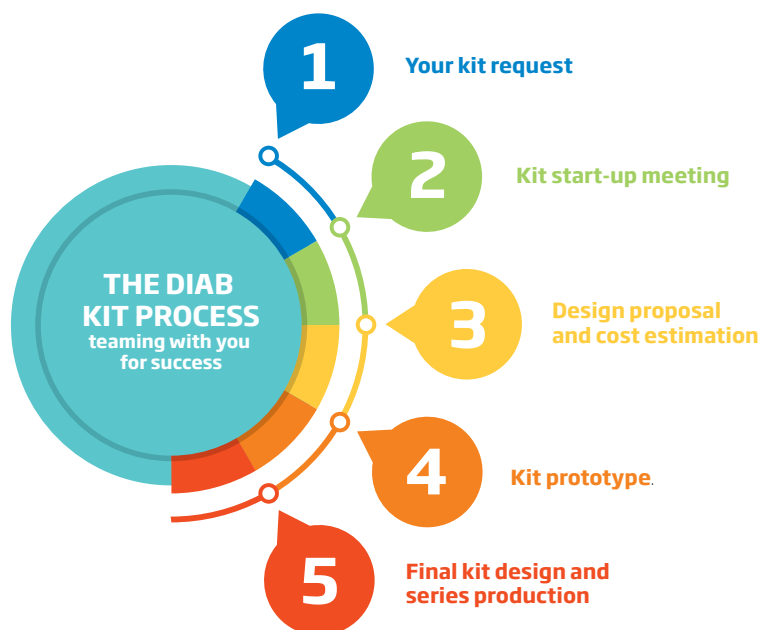 1
Your kit request
2
Kit start-up meeting
THE DIAB
KIT PROCESS
teaming with you
for success
3
Design proposal
and cost estimation
4
Kit prototype.
5
Final kit design and
series production